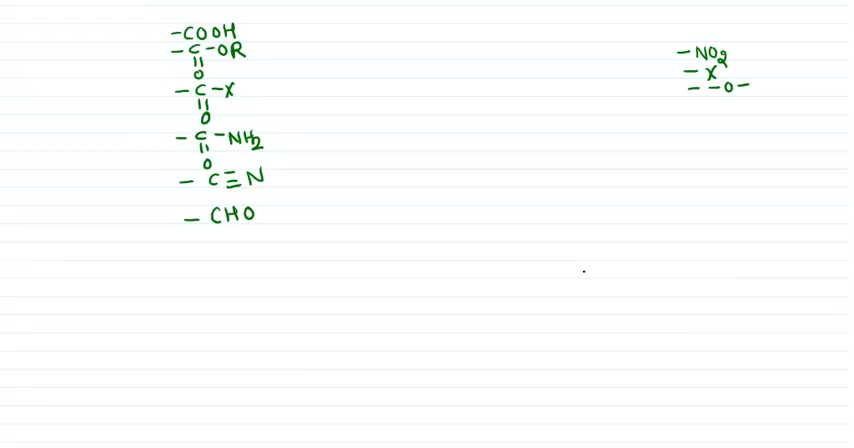 -COOH
- C - OR
||
O
- C - X
||
O
- C - NH2
||
O
- C ≡ N
- CHO
- NO2
- X
- - O -